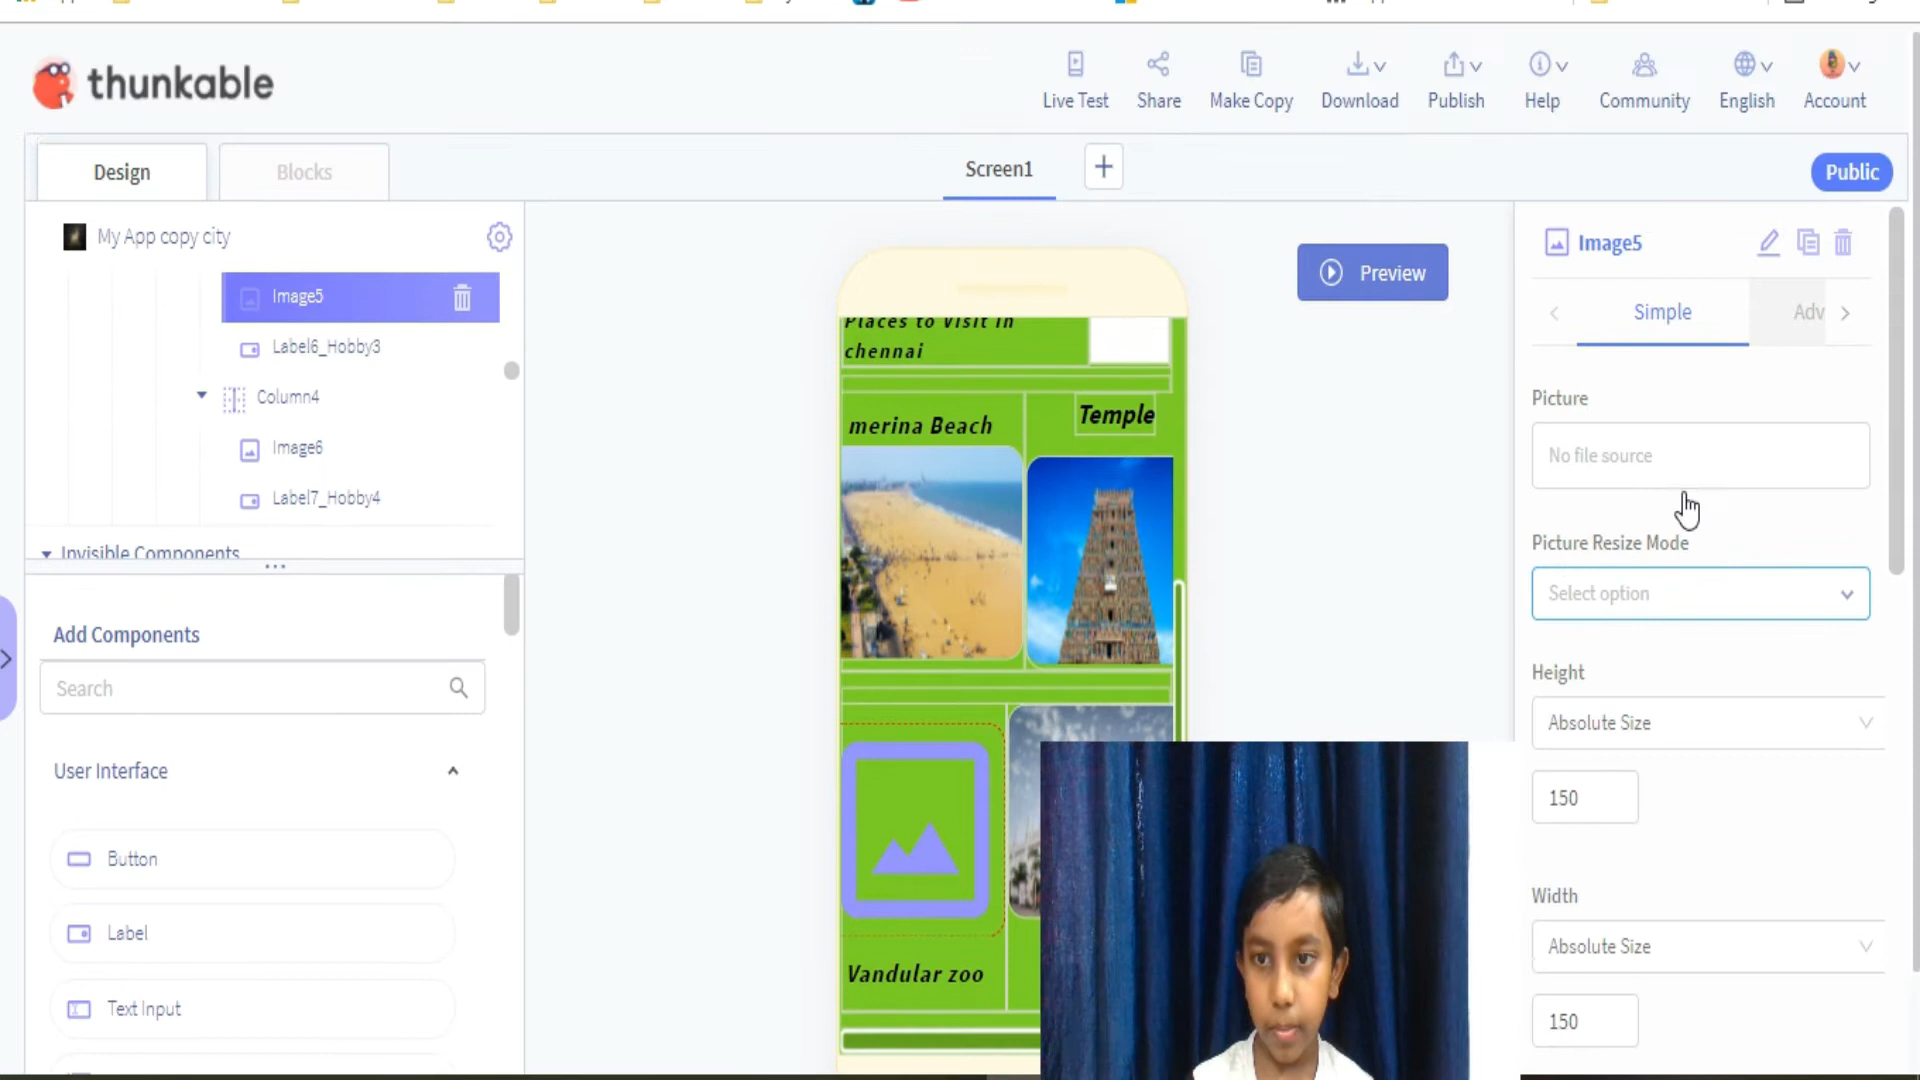 thunkable
Live Test
Share
Make Copy
Download
Publish
Help
Community
English
Account
Design
Blocks
Screen1
+
Public
My App copy city
Image5
Label6_Hobby3
Column4
Image6
Label7_Hobby4
Invisible Components
Add Components
Search
User Interface
Button
Label
Text Input
Preview
Places to Visit in
chennai
merina Beach
Temple
Vandular zoo
Image5
Simple
Adv
Picture
No file source
Picture Resize Mode
Select option
Height
Absolute Size
150
Width
Absolute Size
150